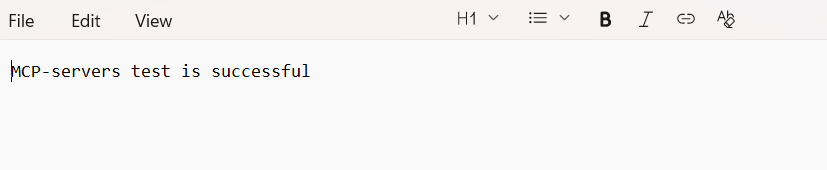 File Edit View H1 B I
MCP-servers test is successful